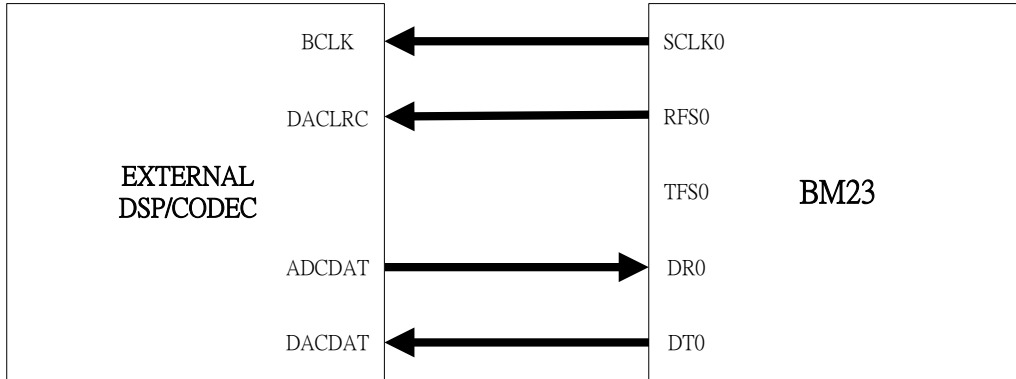 BCLK
SCLK0
DACLRC
RFS0
EXTERNAL
DSP/CODEC
TFS0
BM23
ADCDAT
DR0
DACDAT
DT0